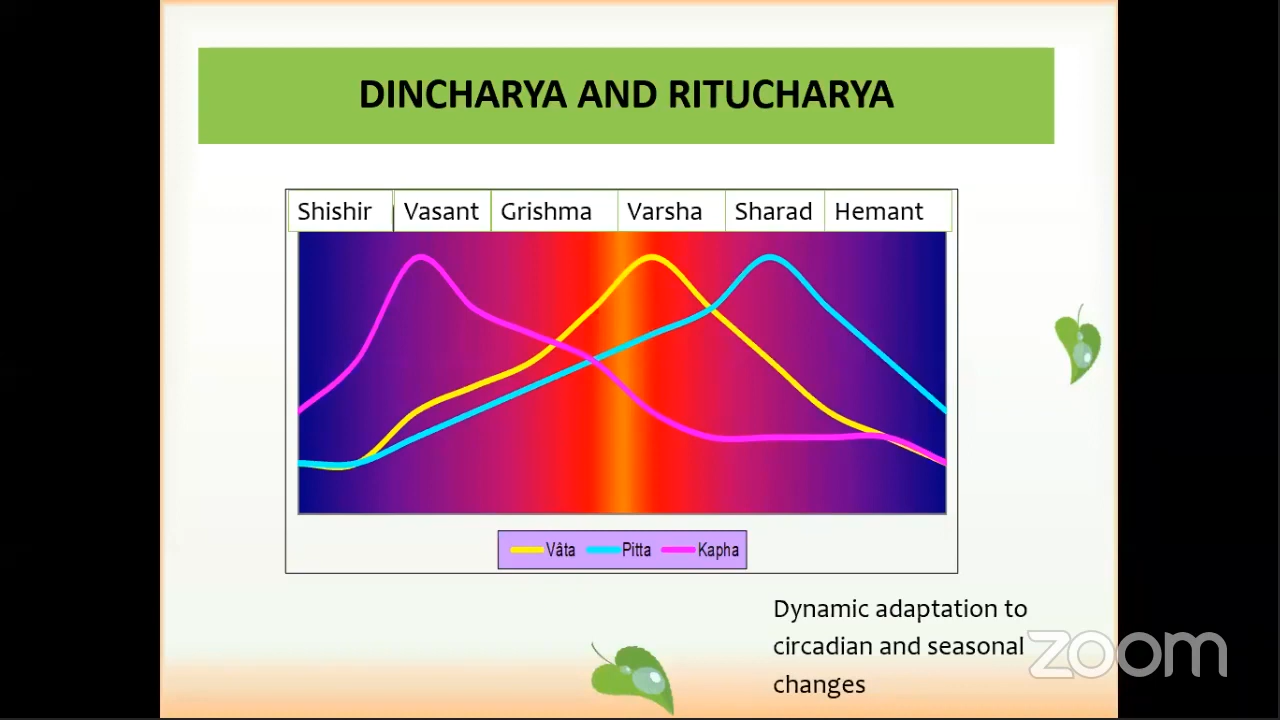 DINCHARYA AND RITUCHARYA
Shishir Vasant Grishma Varsha Sharad Hemant
Vâta Pitta Kapha
Dynamic adaptation to
circadian and seasonal
changes
zoom